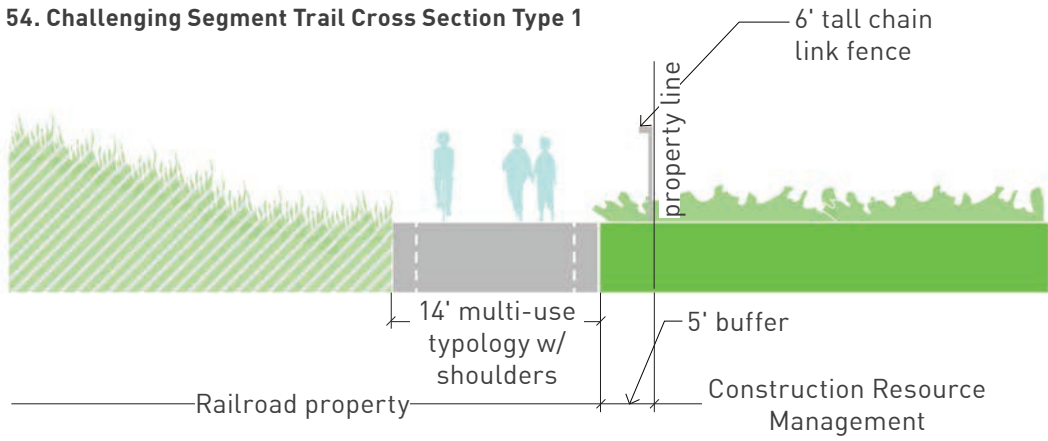 54. Challenging Segment Trail Cross Section Type 1
6' tall chain
link fence
property line
14' multi-use
typology w/
shoulders
5' buffer
Railroad property
Construction Resource
Management